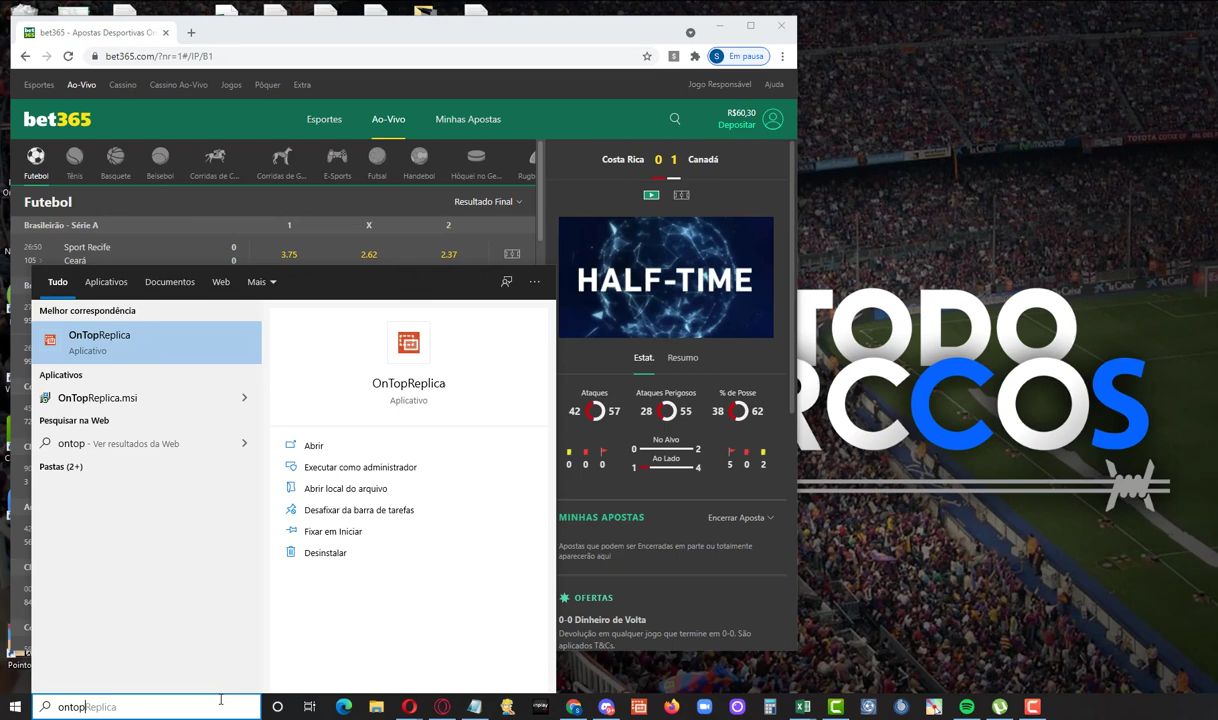 bet365 - Apostas Desportivas On
bet365.com/?nr=1#/IP/B1
S
Em pausa
Esportes
Ao-Vivo
Cassino
Cassino Ao-Vivo
Jogos
Pôquer
Extra
Jogo Responsável
Ajuda
bet365
Esportes
Ao-Vivo
Minhas Apostas
R$60,30
Depositar
Futebol
Tênis
Basquete
Beisebol
Corridas de C...
Corridas de G...
E-Sports
Futsal
Handebol
Hóquei no Ge...
Rugb
Costa Rica 0 1 Canadá
Futebol
Resultado Final
Brasileirão - Série A
1
X
2
26:50
Sport Recife
0
105
Ceará
0
3.75
2.62
2.37
HALF-TIME
Tudo
Aplicativos
Documentos
Web
Mais
Melhor correspondência
OnTopReplica
Aplicativo
Aplicativos
OnTopReplica.msi
Pesquisar na Web
ontop - Ver resultados da Web
Pastas (2+)
OnTopReplica
Aplicativo
Abrir
Executar como administrador
Abrir local do arquivo
Desafixar da barra de tarefas
Fixar em Iniciar
Desinstalar
Estat.
Resumo
Ataques
Ataques Perigosos
% de Posse
42
57
28
55
38
62
No Alvo
0
2
Ao Lado
1
4
0 0 0
5 0 2
MINHAS APOSTAS
Encerrar Aposta
Apostas que podem ser Encerradas em parte ou totalmente
aparecerão aqui
OFERTAS
0-0 Dinheiro de Volta
Devolução em qualquer jogo que termine em 0-0. São
aplicados T&Cs.
TODO
RCCOS
ontopReplica
inplay